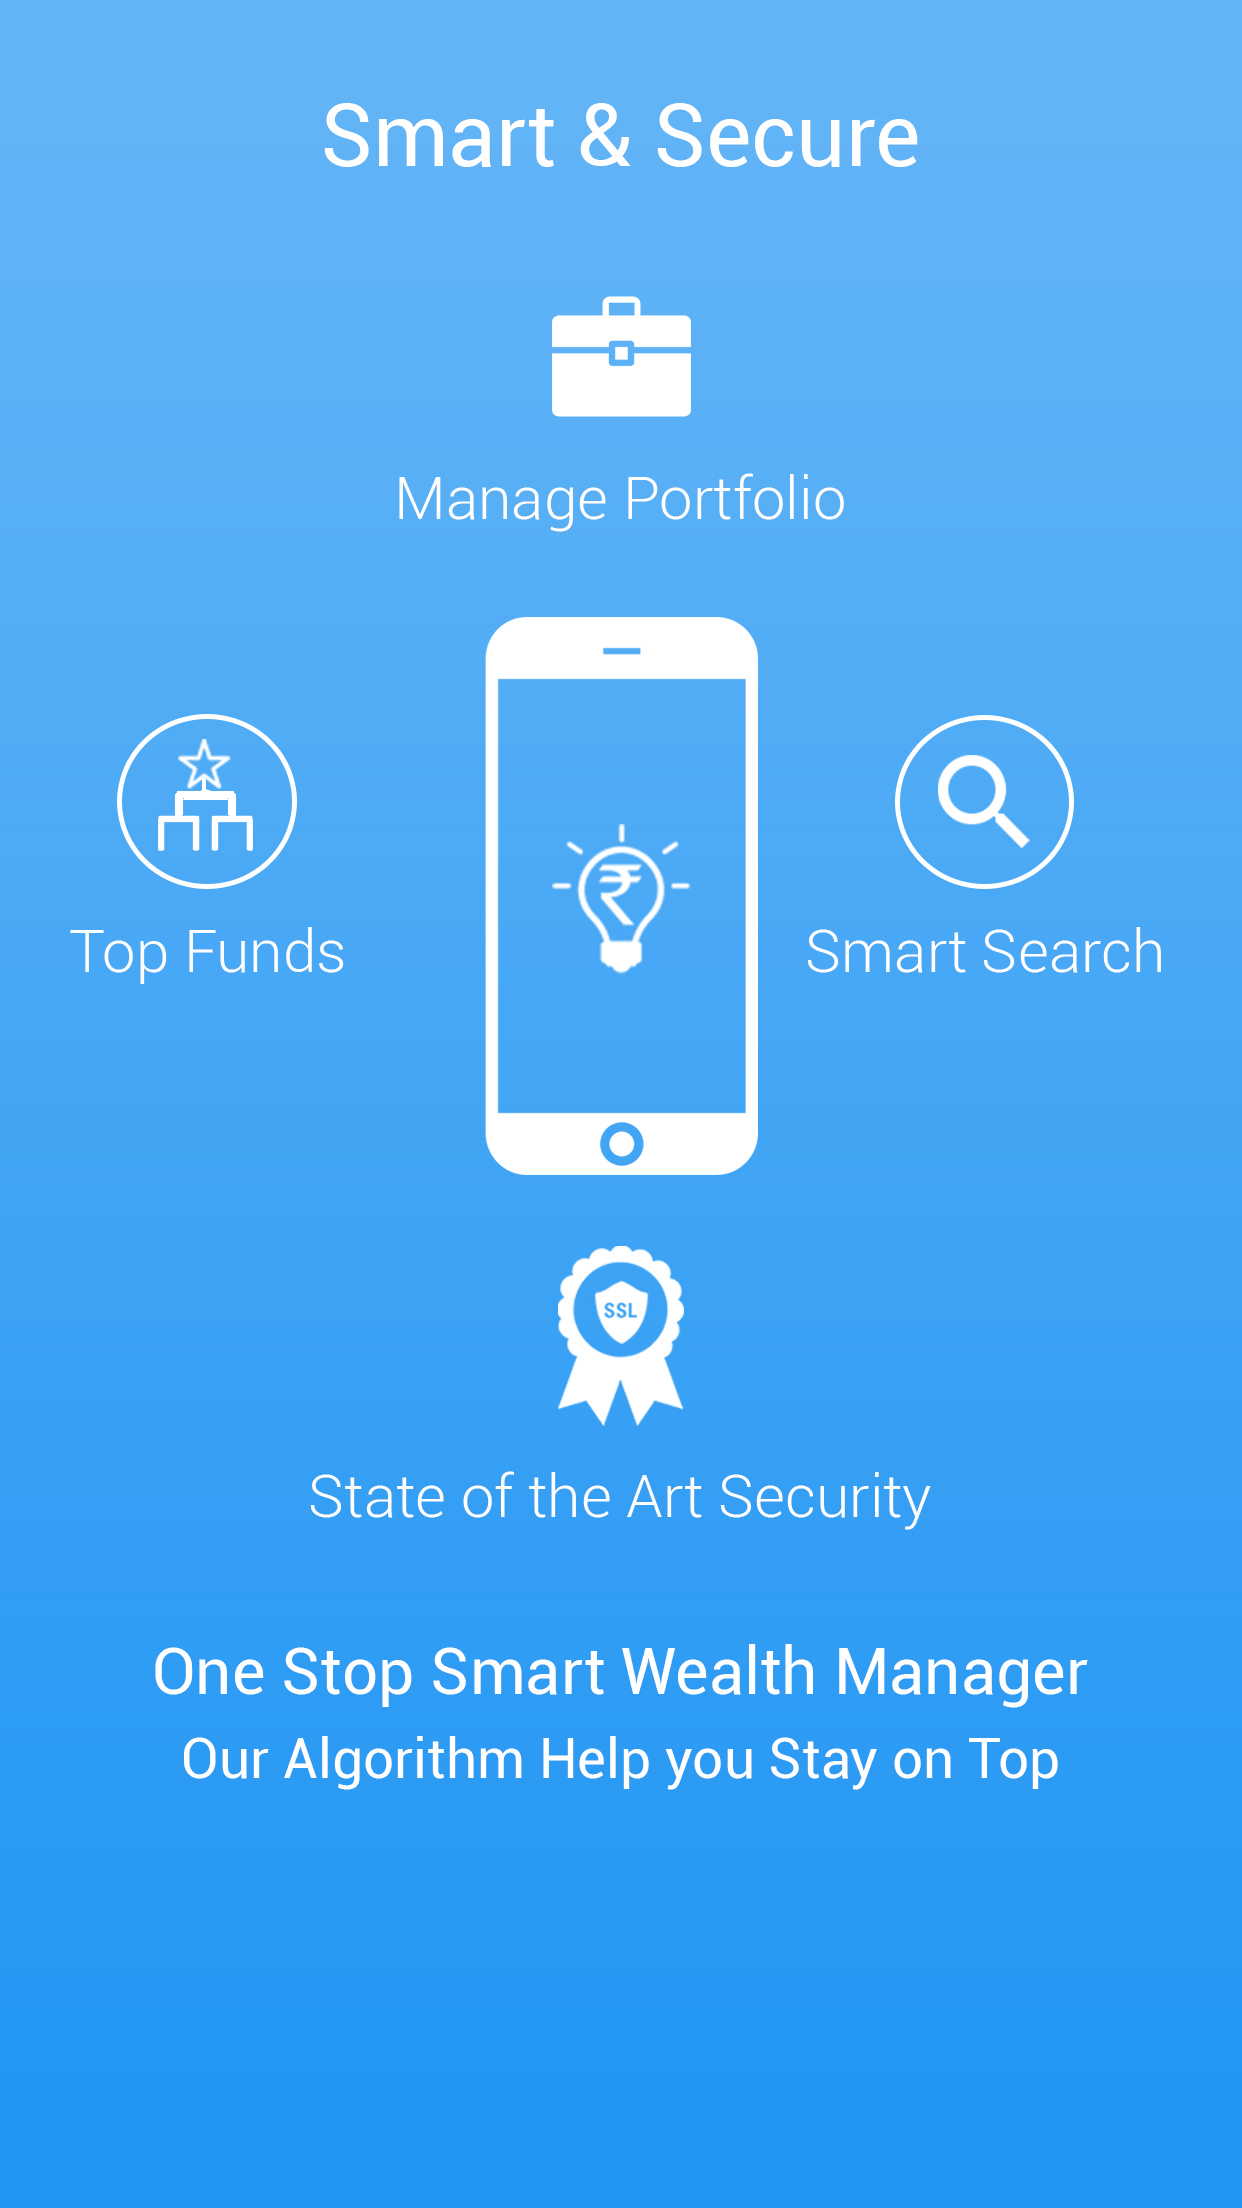 Smart & Secure
Manage Portfolio
₹
Top Funds
Smart Search
SSL
State of the Art Security
One Stop Smart Wealth Manager
Our Algorithm Help you Stay on Top